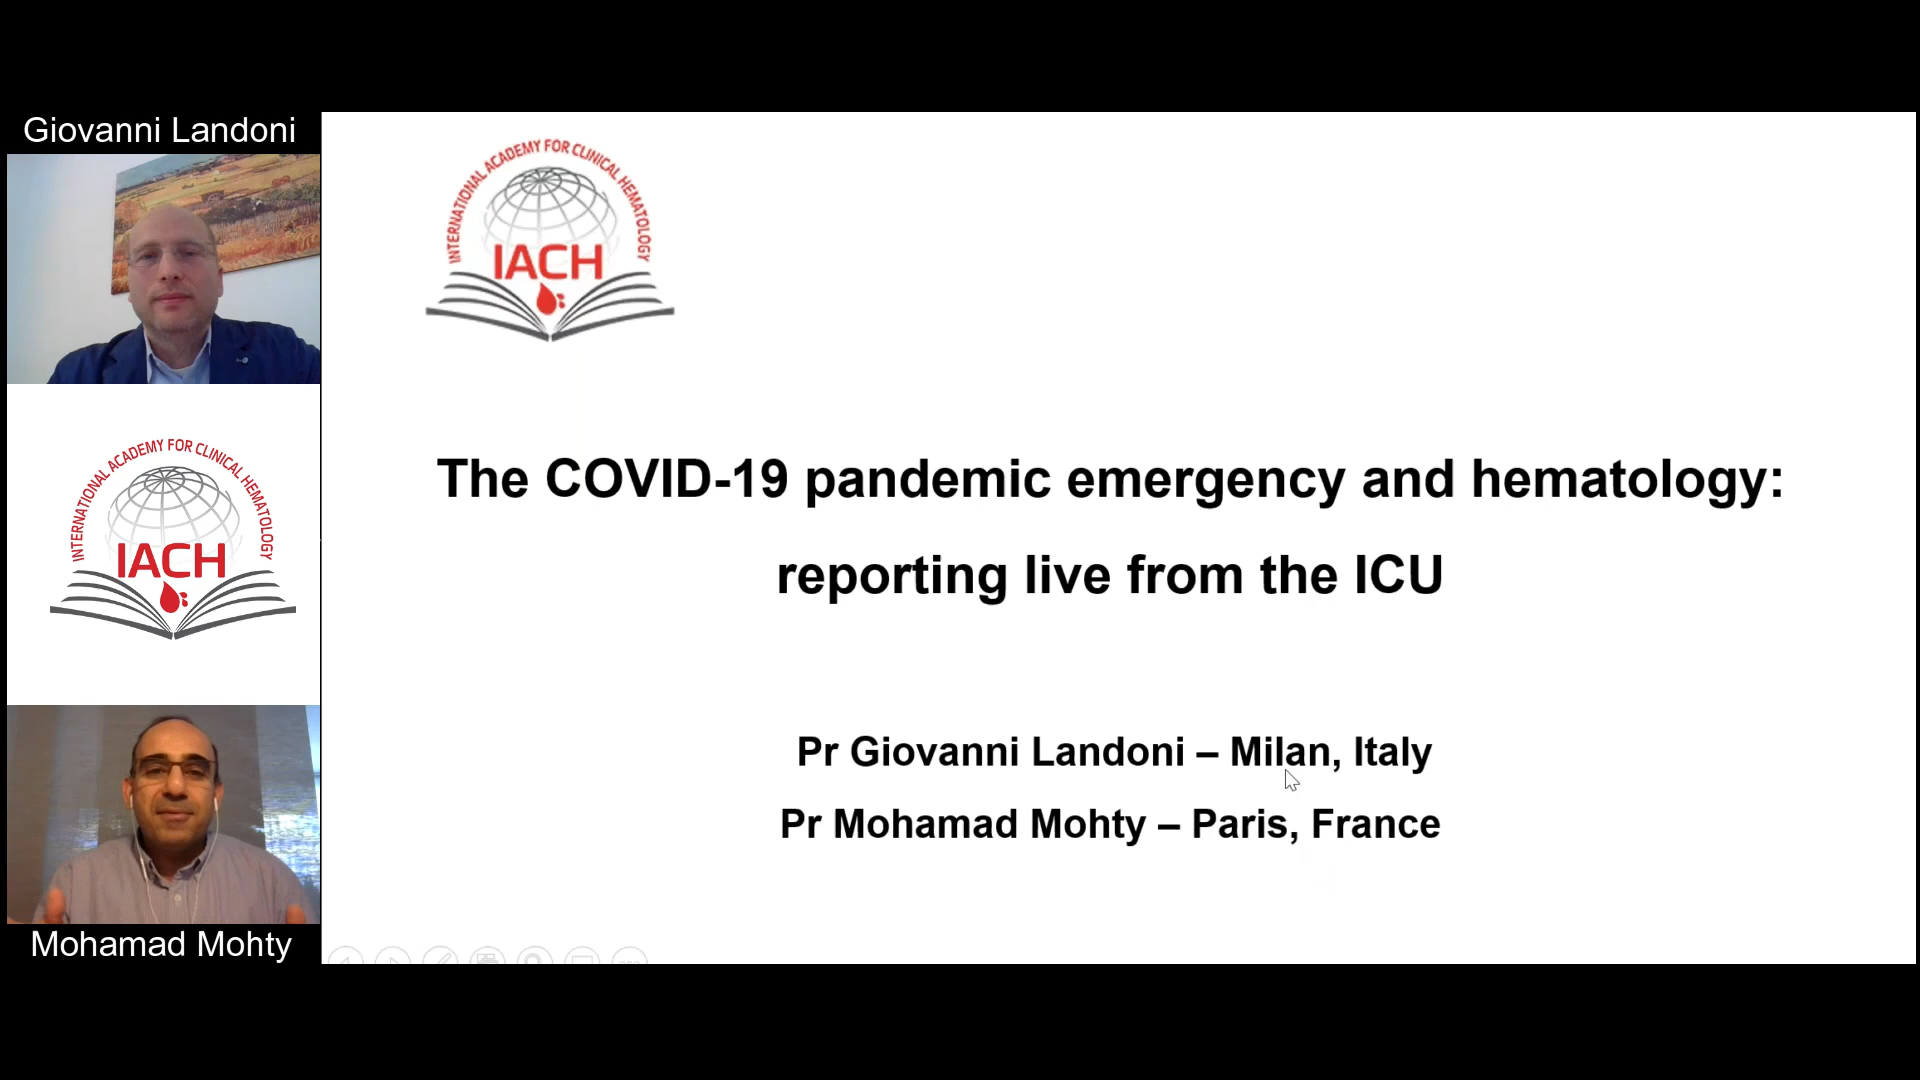 Giovanni Landoni
INTERNATIONAL ACADEMY FOR CLINICAL HEMATOLOGY
IACH
Mohamad Mohty
INTERNATIONAL ACADEMY FOR CLINICAL HEMATOLOGY
IACH
The COVID-19 pandemic emergency and hematology:
reporting live from the ICU
Pr Giovanni Landoni – Milan, Italy
Pr Mohamad Mohty – Paris, France